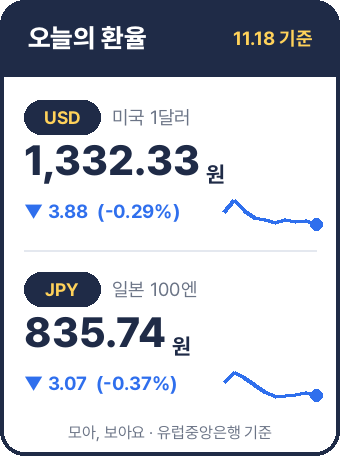 오늘의 환율 11.18 기준
USD 미국 1달러
1,332.33 원
▼ 3.88 (-0.29%)
JPY 일본 100엔
835.74 원
▼ 3.07 (-0.37%)
모아, 보아요 · 유럽중앙은행 기준